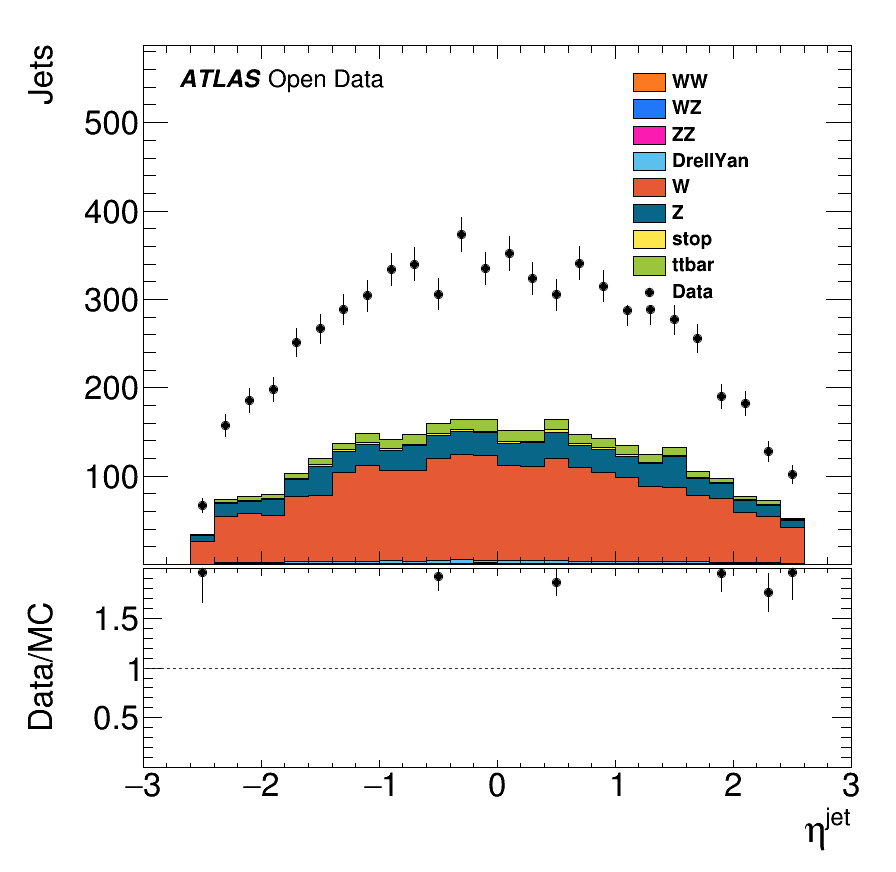 Jets
ATLAS Open Data
WW
WZ
ZZ
DrellYan
W
Z
stop
ttbar
Data
500
400
300
200
100
Data/MC
1.5
1
0.5
−3 −2 −1 0 1 2 3
η^jet